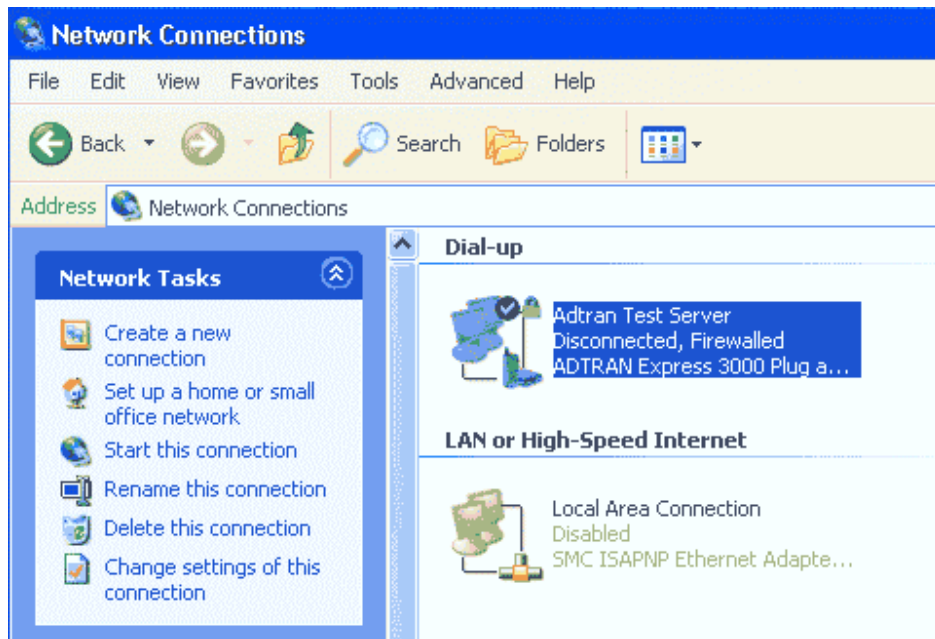 Network Connections
File Edit View Favorites Tools Advanced Help
Back Search Folders
Address Network Connections
Network Tasks
Create a new
connection
Set up a home or small
office network
Start this connection
Rename this connection
Delete this connection
Change settings of this
connection
Dial-up
Adtran Test Server
Disconnected, Firewalled
ADTRAN Express 3000 Plug a...
LAN or High-Speed Internet
Local Area Connection
Disabled
SMC ISAPNP Ethernet Adapte...